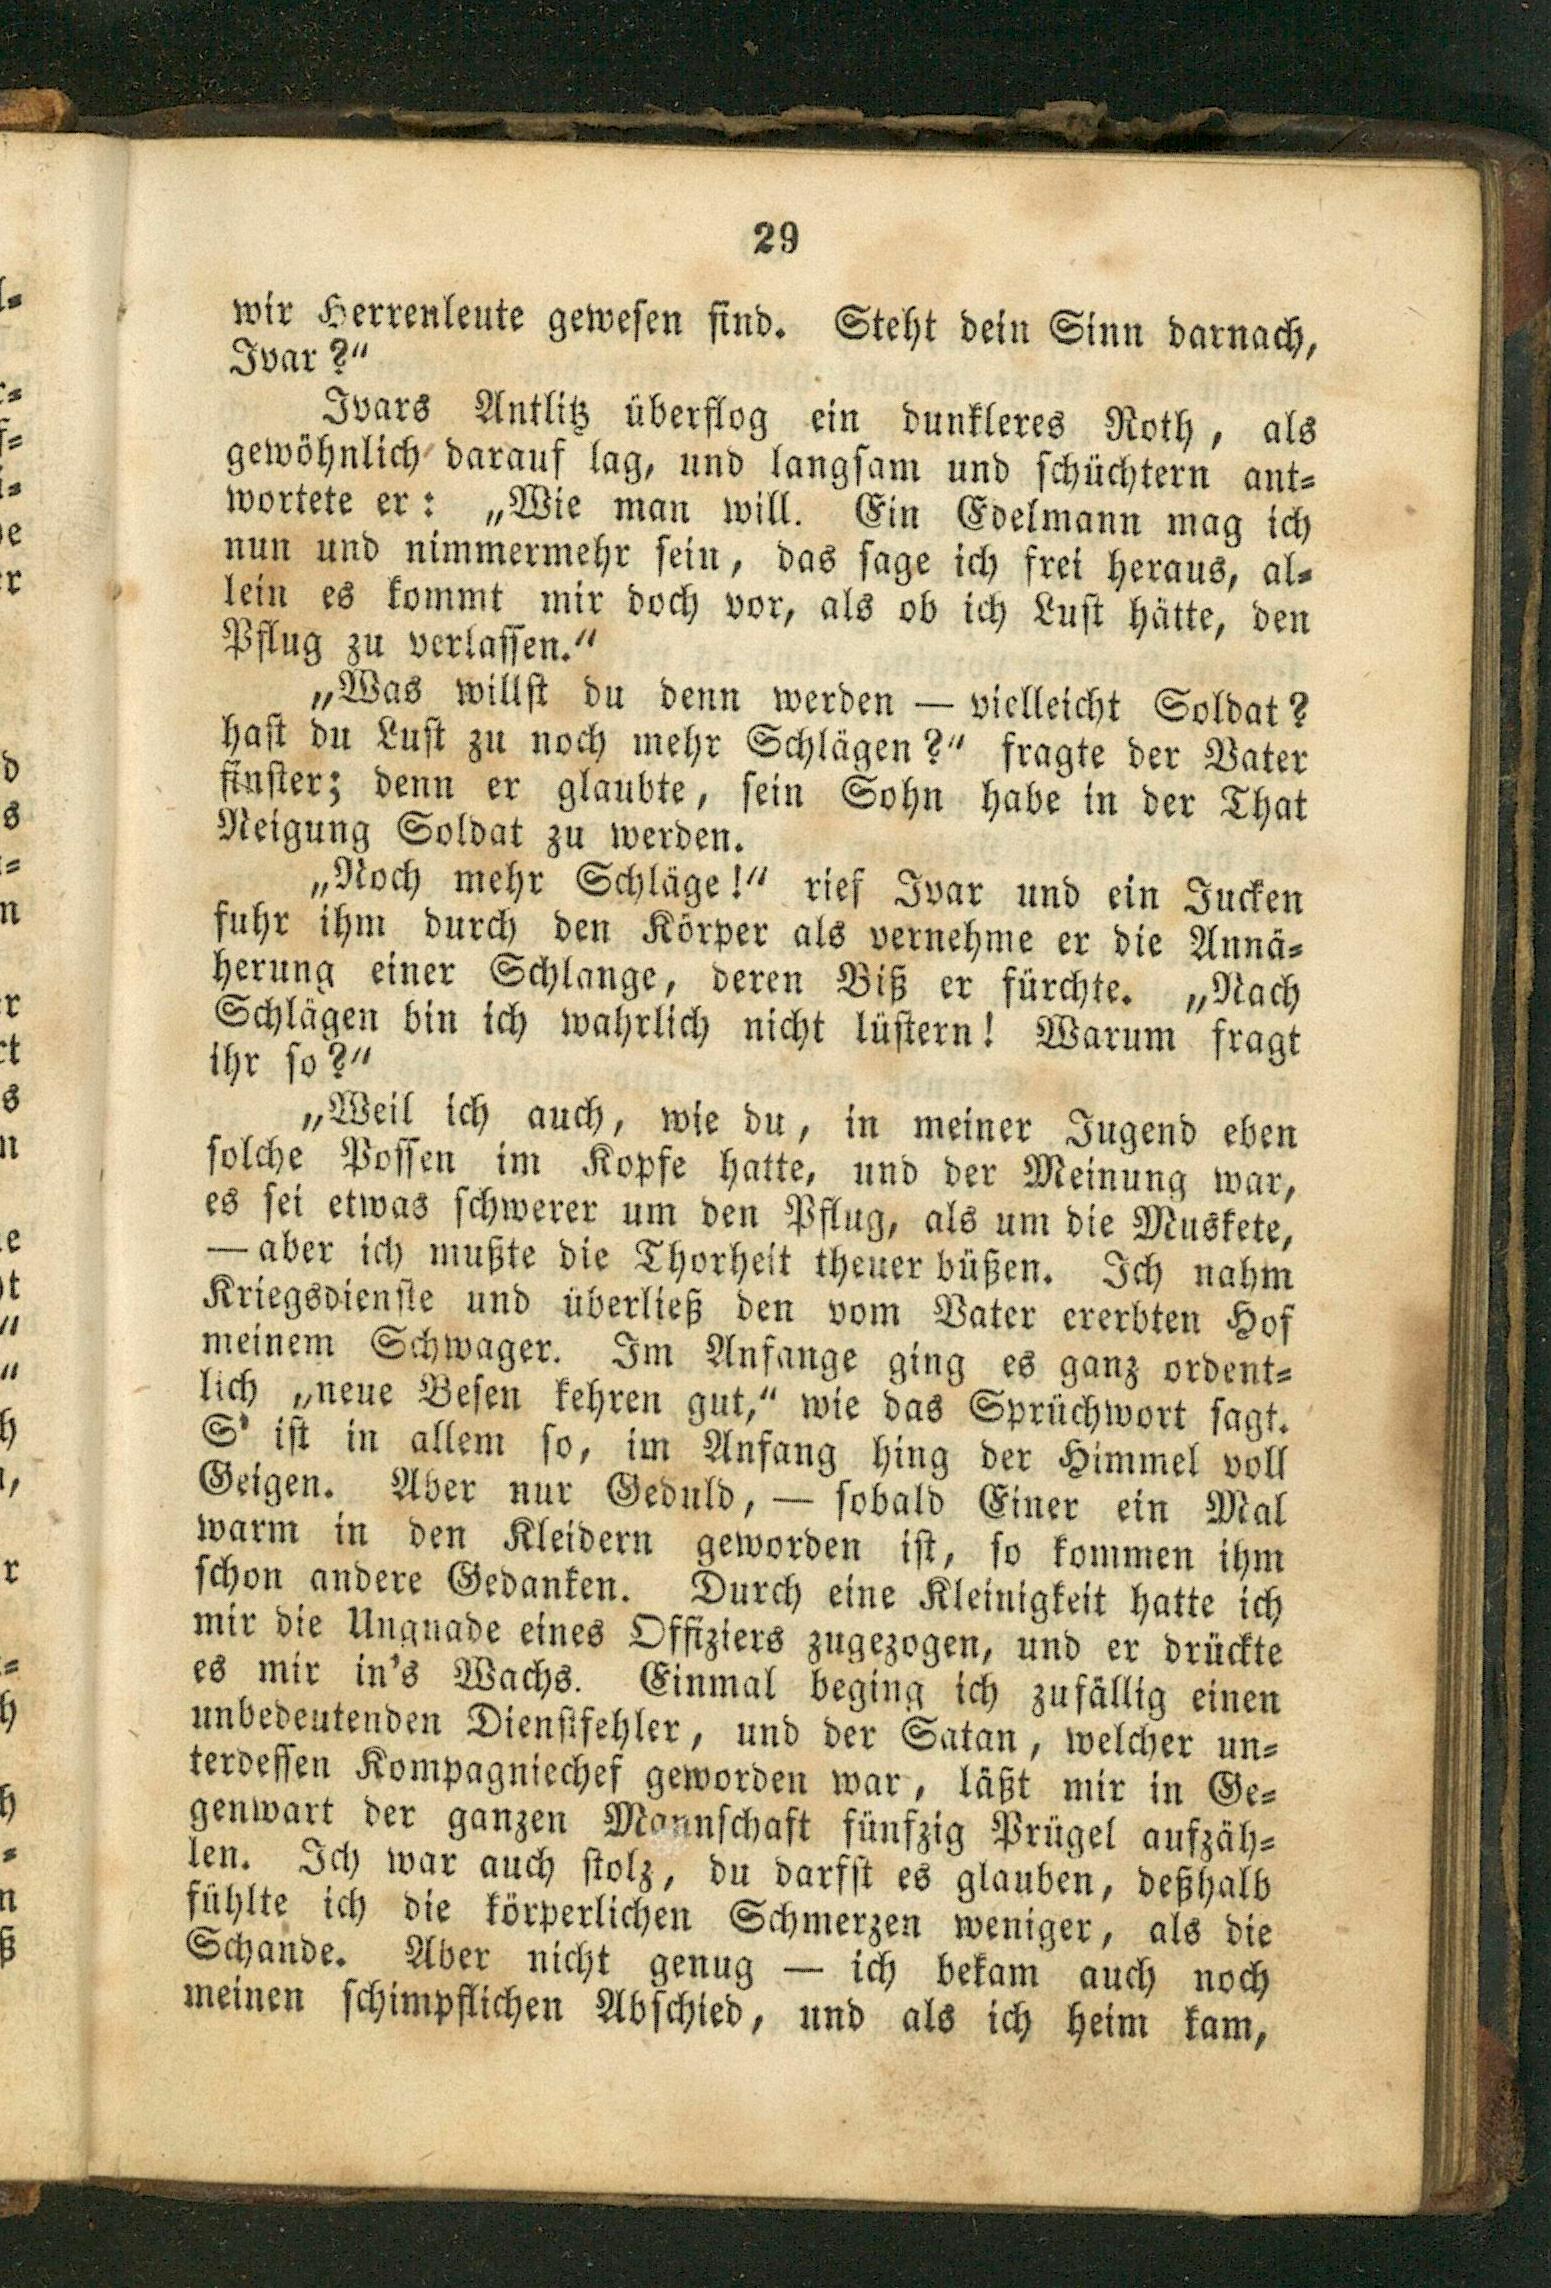 29
wir Herrenleute gewesen sind. Steht dein Sinn darnach,
Ivar?“
Ivars Antlitz überflog ein dunkleres Roth, als
gewöhnlich darauf lag, und langsam und schüchtern ant=
wortete er: „Wie man will. Ein Edelmann mag ich
nun und nimmermehr sein, das sage ich frei heraus, al=
lein es kommt mir doch vor, als ob ich Lust hätte, den
Pflug zu verlassen.“
„Was willst du denn werden — vielleicht Soldat?
hast du Lust zu noch mehr Schlägen?“ fragte der Vater
finster; denn er glaubte, sein Sohn habe in der That
Neigung Soldat zu werden.
„Noch mehr Schläge!“ rief Ivar und ein Jucken
fuhr ihm durch den Körper als vernehme er die Annä=
herung einer Schlange, deren Biß er fürchte. „Nach
Schlägen bin ich wahrlich nicht lüstern! Warum fragt
ihr so?“
„Weil ich auch, wie du, in meiner Jugend eben
solche Possen im Kopfe hatte, und der Meinung war,
es sei etwas schwerer um den Pflug, als um die Muskete,
— aber ich mußte die Thorheit theuer büßen. Ich nahm
Kriegsdienste und überließ den vom Vater ererbten Hof
meinem Schwager. Im Anfange ging es ganz ordent=
lich „neue Besen kehren gut,“ wie das Sprüchwort sagt.
S' ist in allem so, im Anfang hing der Himmel voll
Geigen. Aber nur Geduld, — sobald Einer ein Mal
warm in den Kleidern geworden ist, so kommen ihm
schon andere Gedanken. Durch eine Kleinigkeit hatte ich
mir die Ungnade eines Offiziers zugezogen, und er drückte
es mir in's Wachs. Einmal beging ich zufällig einen
unbedeutenden Dienstfehler, und der Satan, welcher un=
terdessen Kompagniechef geworden war, läßt mir in Ge=
genwart der ganzen Mannschaft fünfzig Prügel aufzäh=
len. Ich war auch stolz, du darfst es glauben, deßhalb
fühlte ich die körperlichen Schmerzen weniger, als die
Schande. Aber nicht genug — ich bekam auch noch
meinen schimpflichen Abschied, und als ich heim kam,